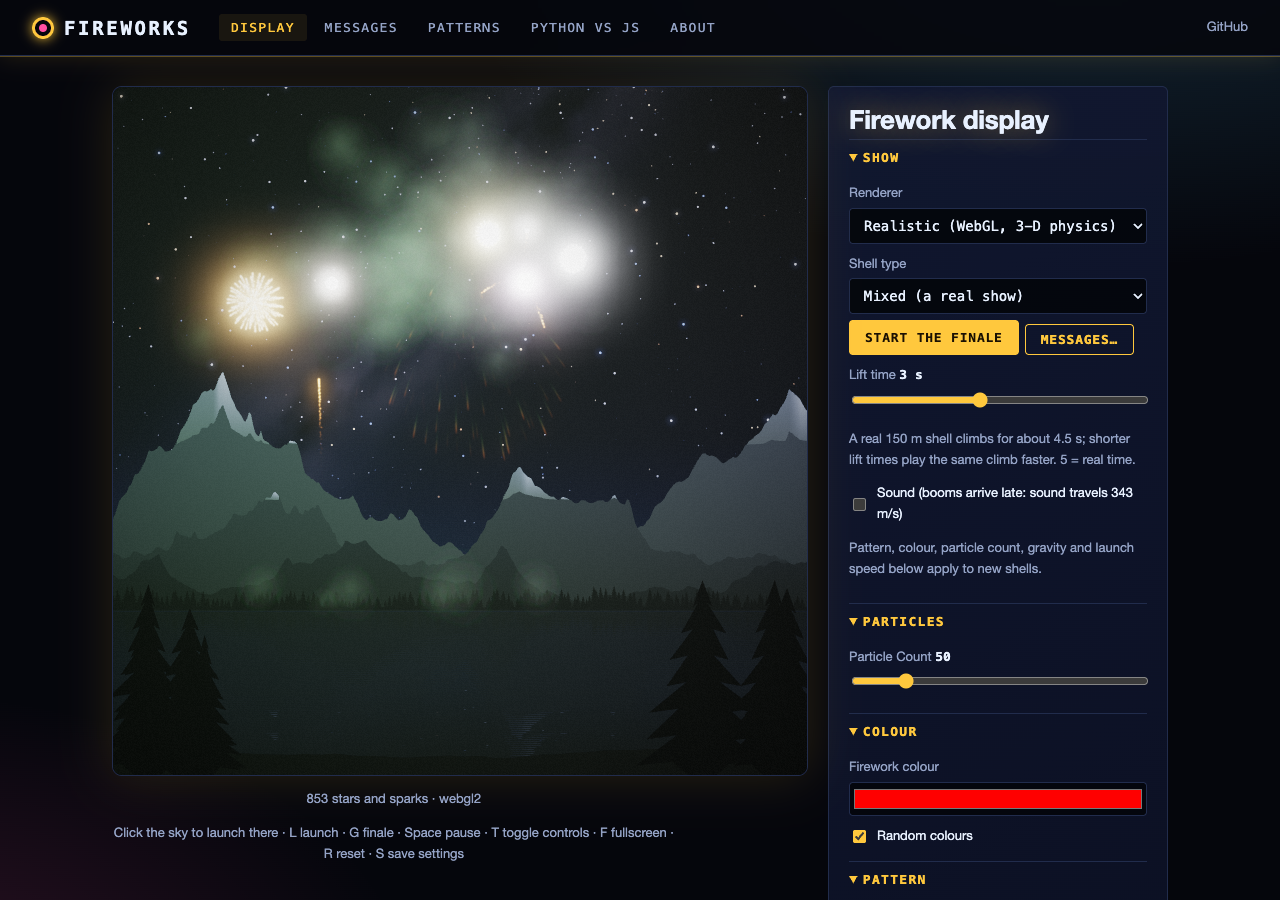 FIREWORKS
DISPLAY
MESSAGES
PATTERNS
PYTHON VS JS
ABOUT
GitHub
Firework display
▼ SHOW
Renderer
Realistic (WebGL, 3-D physics)
Shell type
Mixed (a real show)
START THE FINALE
MESSAGES…
Lift time 3 s
A real 150 m shell climbs for about 4.5 s; shorter
lift times play the same climb faster. 5 = real time.
Sound (booms arrive late: sound travels 343
m/s)
Pattern, colour, particle count, gravity and launch
speed below apply to new shells.
▼ PARTICLES
Particle Count 50
▼ COLOUR
Firework colour
Random colours
▼ PATTERN
853 stars and sparks · webgl2
Click the sky to launch there · L launch · G finale · Space pause · T toggle controls · F fullscreen ·
R reset · S save settings